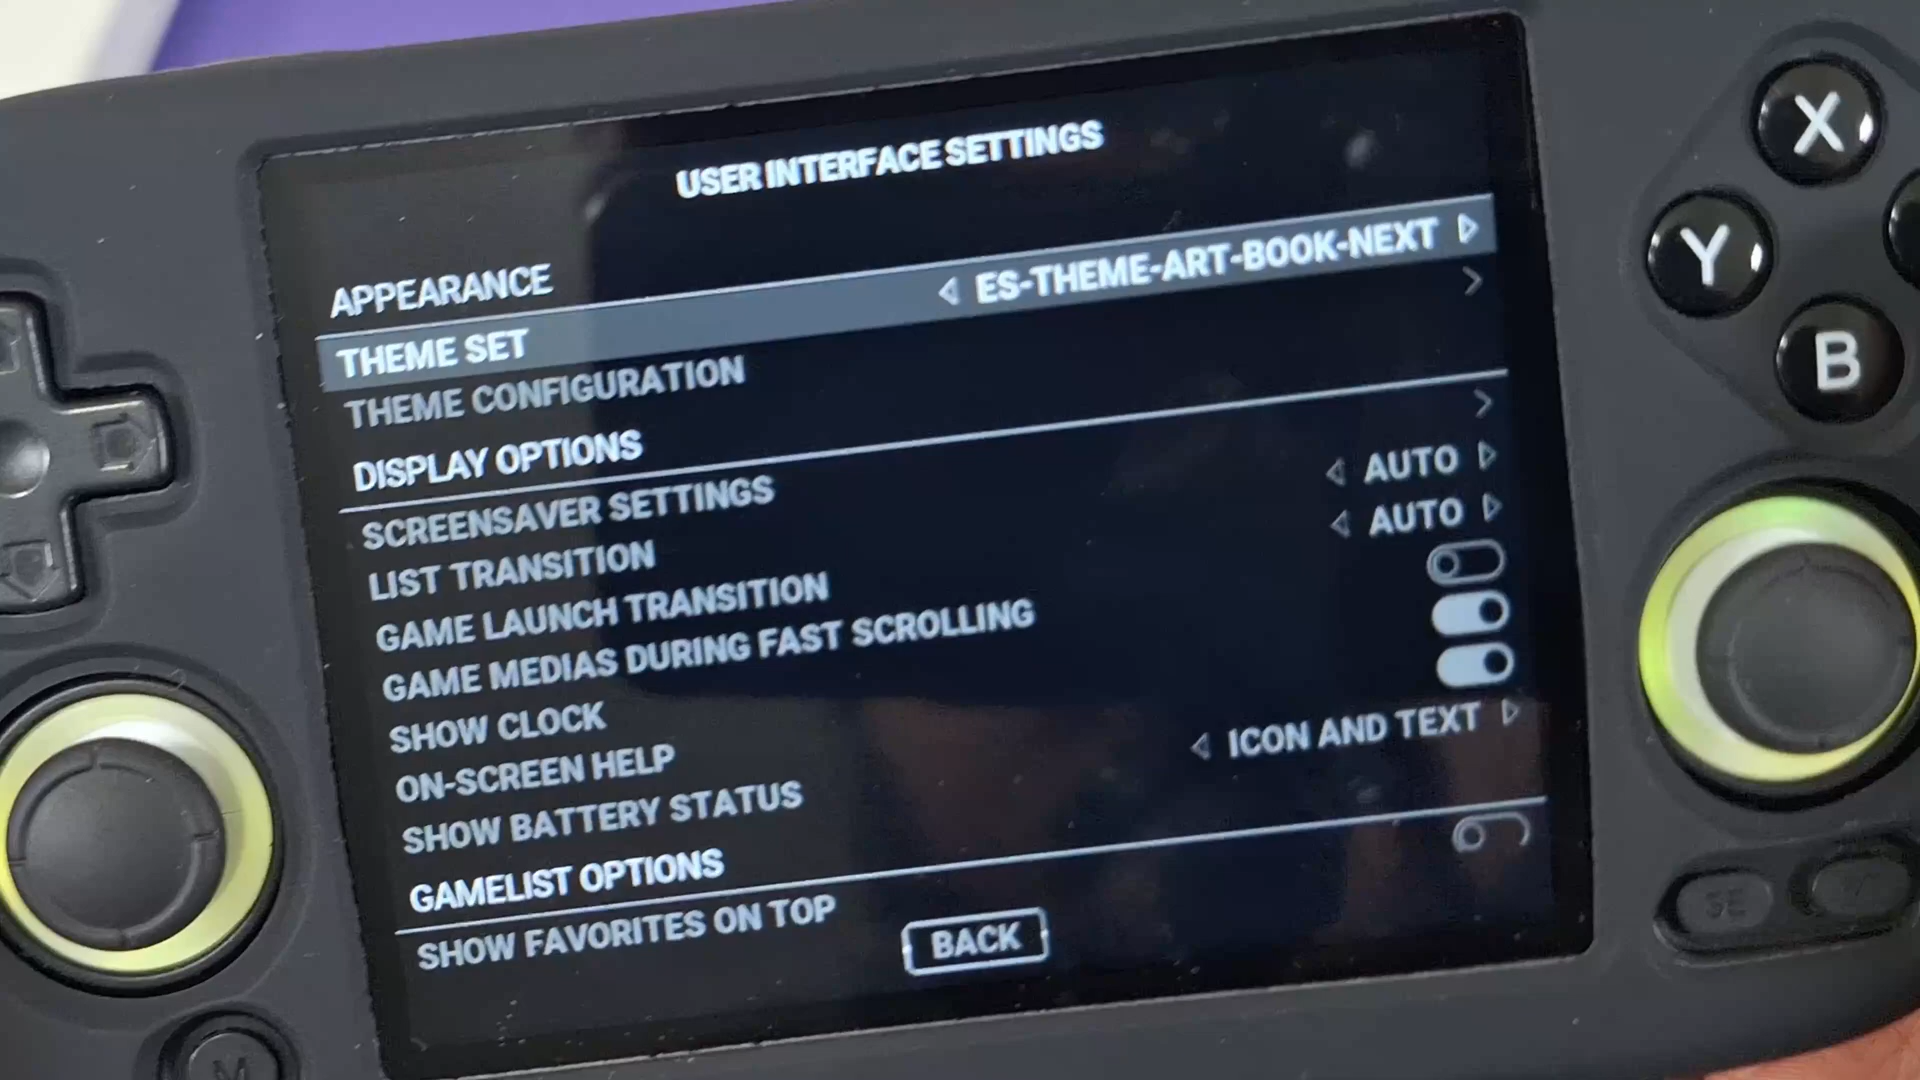 USER INTERFACE SETTINGS
APPEARANCE
THEME SET ES-THEME-ART-BOOK-NEXT
THEME CONFIGURATION
DISPLAY OPTIONS
SCREENSAVER SETTINGS
LIST TRANSITION AUTO
GAME LAUNCH TRANSITION AUTO
GAME MEDIAS DURING FAST SCROLLING
SHOW CLOCK
ON-SCREEN HELP
SHOW BATTERY STATUS ICON AND TEXT
GAMELIST OPTIONS
SHOW FAVORITES ON TOP
BACK
X
Y
B
M
SE